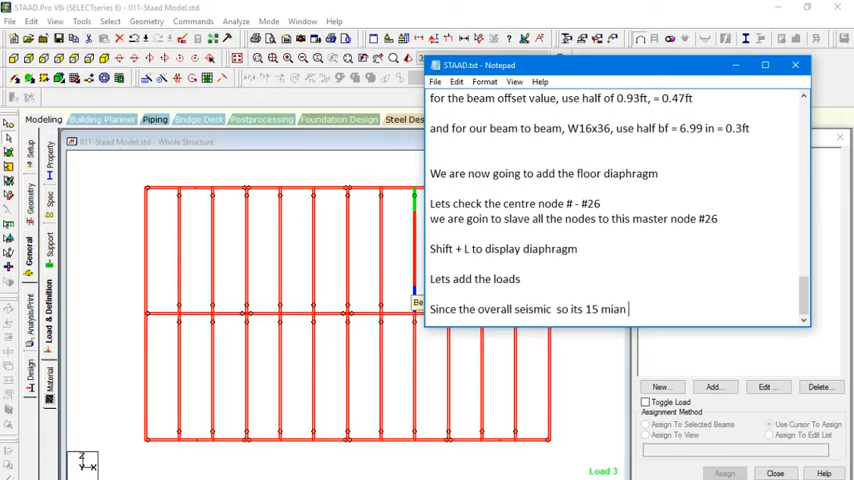 STAAD.Pro V8i (SELECTseries 6) - 011-Staad Model.std
File Edit View Tools Select Geometry Commands Analyze Mode Window Help
Modeling Building Planner Piping Bridge Deck Postprocessing Foundation Design Steel Des
011-Staad Model.std - Whole Structure
Setup
Geometry
General
Analysis/Print
Design
Property
Spec
Support
Load & Definition
Material
Be
Load 3
STAAD.txt - Notepad
File Edit Format View Help
for the beam offset value, use half of 0.93ft, = 0.47ft
and for our beam to beam, W16x36, use half bf = 6.99 in = 0.3ft
We are now going to add the floor diaphragm
Lets check the centre node # - #26
we are goin to slave all the nodes to this master node #26
Shift + L to display diaphragm
Lets add the loads
Since the overall seismic  so its 15 mian
New... Add... Edit ... Delete...
Toggle Load
Assignment Method
Assign To Selected Beams Use Cursor To Assign
Assign To View Assign To Edit List
Assign Close Help
Z
X